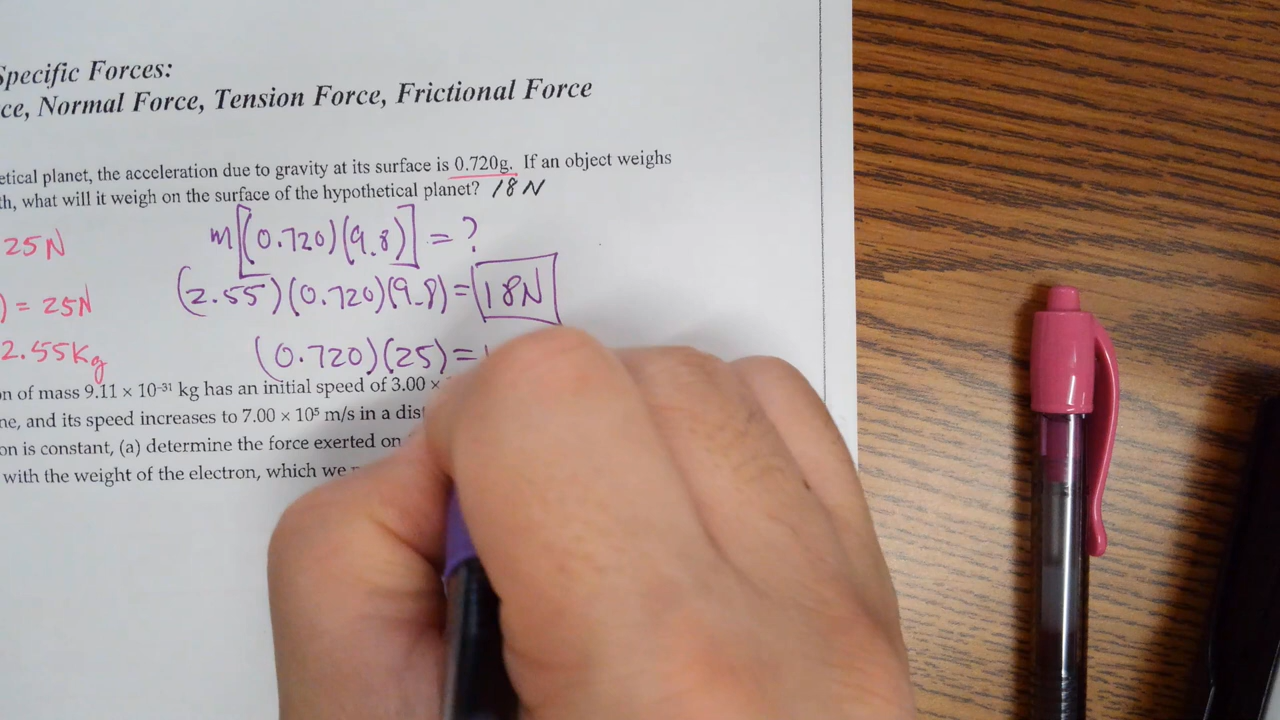 Specific Forces:
ce, Normal Force, Tension Force, Frictional Force
etical planet, the acceleration due to gravity at its surface is 0.720g. If an object weighs
th, what will it weigh on the surface of the hypothetical planet? 18N
25N
m[(0.720)(9.8)] = ?
(2.55)(0.720)(9.8)=18N
) = 25N
2.55Kg
(0.720)(25)=
on of mass 9.11 × 10⁻³¹ kg has an initial speed of 3.00 ×
ne, and its speed increases to 7.00 × 10⁵ m/s in a dis
on is constant, (a) determine the force exerted on
with the weight of the electron, which we